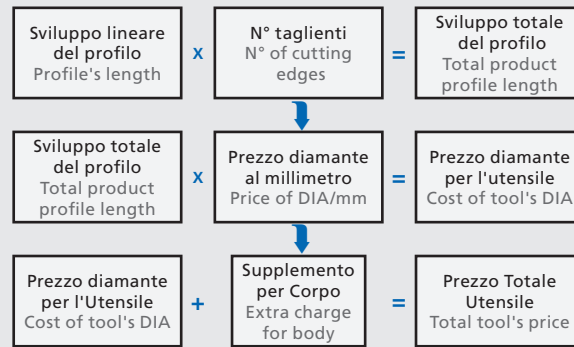 Sviluppo lineare
del profilo
Profile's length
x
N° taglienti
N° of cutting
edges
=
Sviluppo totale
del profilo
Total product
profile length
Sviluppo totale
del profilo
Total product
profile length
x
Prezzo diamante
al millimetro
Price of DIA/mm
=
Prezzo diamante
per l'utensile
Cost of tool's DIA
Prezzo diamante
per l'Utensile
Cost of tool's DIA
+
Supplemento
per Corpo
Extra charge
for body
=
Prezzo Totale
Utensile
Total tool's price